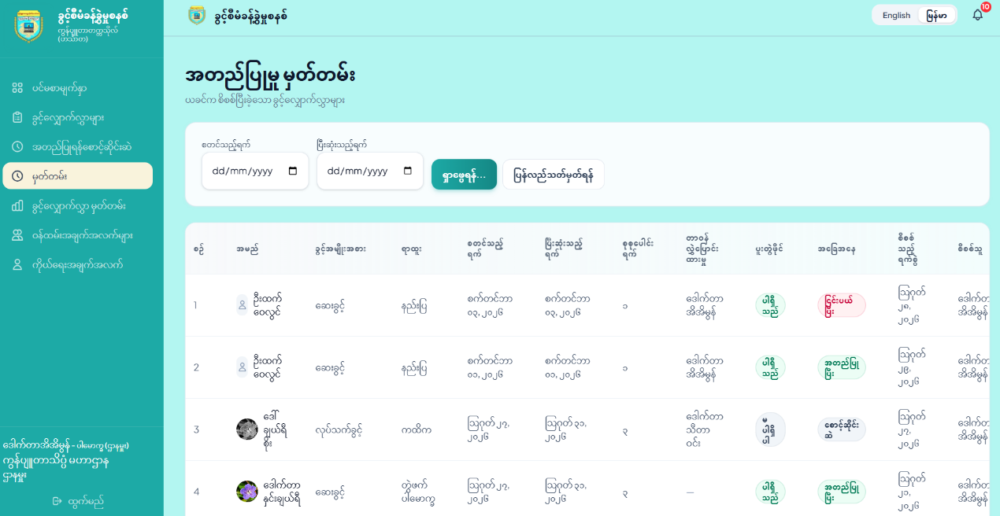 ခွင့်စီမံခန့်ခွဲမှုစနစ်
ကွန်ပျူတာတက္ကသိုလ်
(ဟင်္သာတ)
ပင်မစာမျက်နှာ
ခွင့်လျှောက်လွှာများ
အတည်ပြုရန်စောင့်ဆိုင်းဆဲ
မှတ်တမ်း
ခွင့်လျှောက်လွှာ မှတ်တမ်း
ဝန်ထမ်းအချက်အလက်များ
ကိုယ်ရေးအချက်အလက်
ဒေါက်တာအိအိမွန် - ပါမောက္ခ (ဌာနမှူး)
ကွန်ပျူတာသိပ္ပံ မဟာဌာန
ဌာနမှူး
ထွက်မည်
ခွင့်စီမံခန့်ခွဲမှုစနစ်
English မြန်မာ 10
အတည်ပြုမှု မှတ်တမ်း
ယခင်က စိစစ်ပြီးခဲ့သော ခွင့်လျှောက်လွှာများ
စတင်သည့်ရက် ပြီးဆုံးသည့်ရက်
dd/mm/yyyy dd/mm/yyyy ရှာဖွေရန်... ပြန်လည်သတ်မှတ်ရန်
စဉ် အမည် ခွင့်အမျိုးအစား ရာထူး စတင်သည့် ရက် ပြီးဆုံးသည့် ရက် စုစုပေါင်း ရက် တာဝန် လွှဲပြောင်း ထားမှု ပူးတွဲဖိုင် အခြေအနေ စိစစ် သည့် ရက်စွဲ စိစစ်သူ
1 ဦးထက် ဝေလွင် ဆေးခွင့် နည်းပြ စက်တင်ဘာ ၀၃, ၂၀၂၆ စက်တင်ဘာ ၀၃, ၂၀၂၆ ၁ ဒေါက်တာ အိအိမွန် ပါရှိ သည် ငြင်းပယ် ပြီး ဩဂုတ် ၂၈, ၂၀၂၆ ဒေါက်တာ အိအိမွန်
2 ဦးထက် ဝေလွင် ဆေးခွင့် နည်းပြ စက်တင်ဘာ ၀၁, ၂၀၂၆ စက်တင်ဘာ ၀၁, ၂၀၂၆ ၁ ဒေါက်တာ အိအိမွန် ပါရှိ သည် အတည်ပြု ပြီး ဩဂုတ် ၂၉, ၂၀၂၆ ဒေါက်တာ အိအိမွန်
3 ဒေါ် ချယ်ရီ စိုး လုပ်သက်ခွင့် ကထိက ဩဂုတ် ၂၇, ၂၀၂၆ ဩဂုတ် ၃၁, ၂၀၂၆ ၃ ဒေါက်တာ သီတာ ဝင်း မ ပါရှိ ပါ စောင့်ဆိုင်း ဆဲ ဩဂုတ် ၂၇, ၂၀၂၆ ဒေါက်တာ အိအိမွန်
4 ဒေါက်တာ နှင်းချယ်ရီ ဆေးခွင့် တွဲဖက် ပါမောက္ခ ဩဂုတ် ၂၇, ၂၀၂၆ ဩဂုတ် ၃၁, ၂၀၂၆ ၃ — ပါရှိ သည် အတည်ပြု ပြီး ဩဂုတ် ၂၁, ၂၀၂၆ ဒေါက်တာ အိအိမွန်